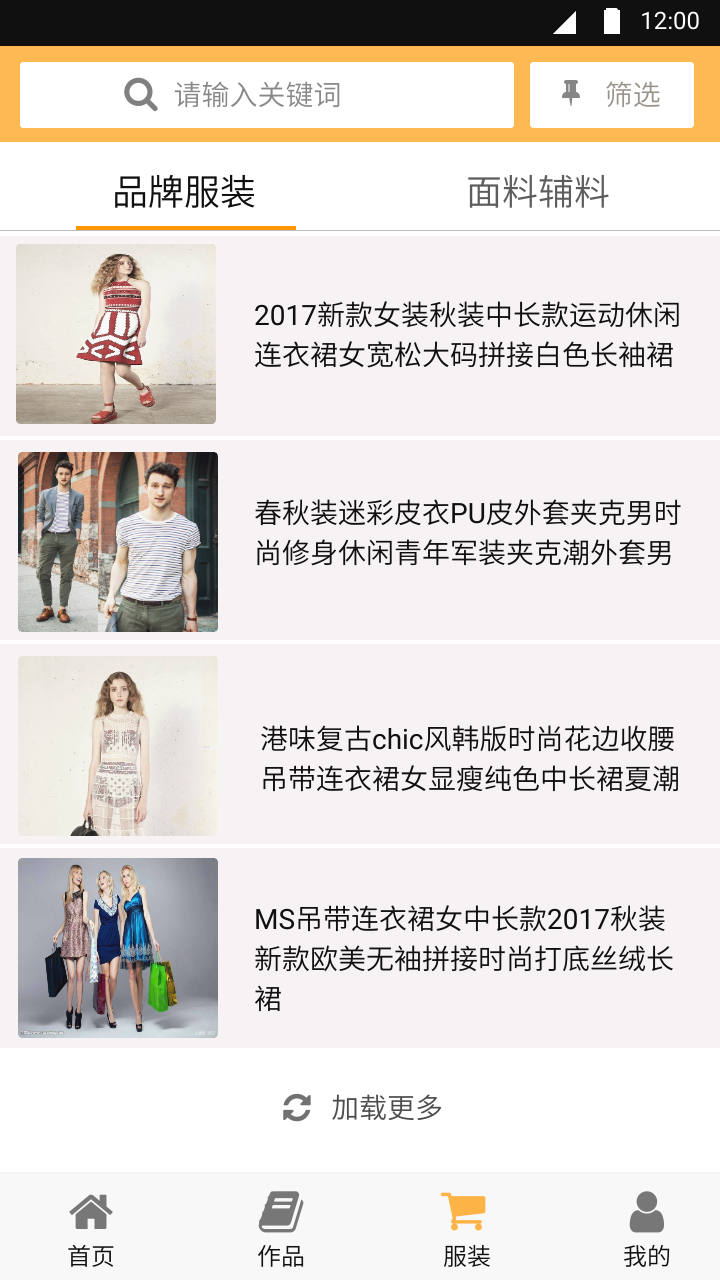 12:00
请输入关键词
筛选
品牌服装
面料辅料
2017新款女装秋装中长款运动休闲
连衣裙女宽松大码拼接白色长袖裙
春秋装迷彩皮衣PU皮外套夹克男时
尚修身休闲青年军装夹克潮外套男
港味复古chic风韩版时尚花边收腰
吊带连衣裙女显瘦纯色中长裙夏潮
MS吊带连衣裙女中长款2017秋装
新款欧美无袖拼接时尚打底丝绒长
裙
加载更多
首页
作品
服装
我的